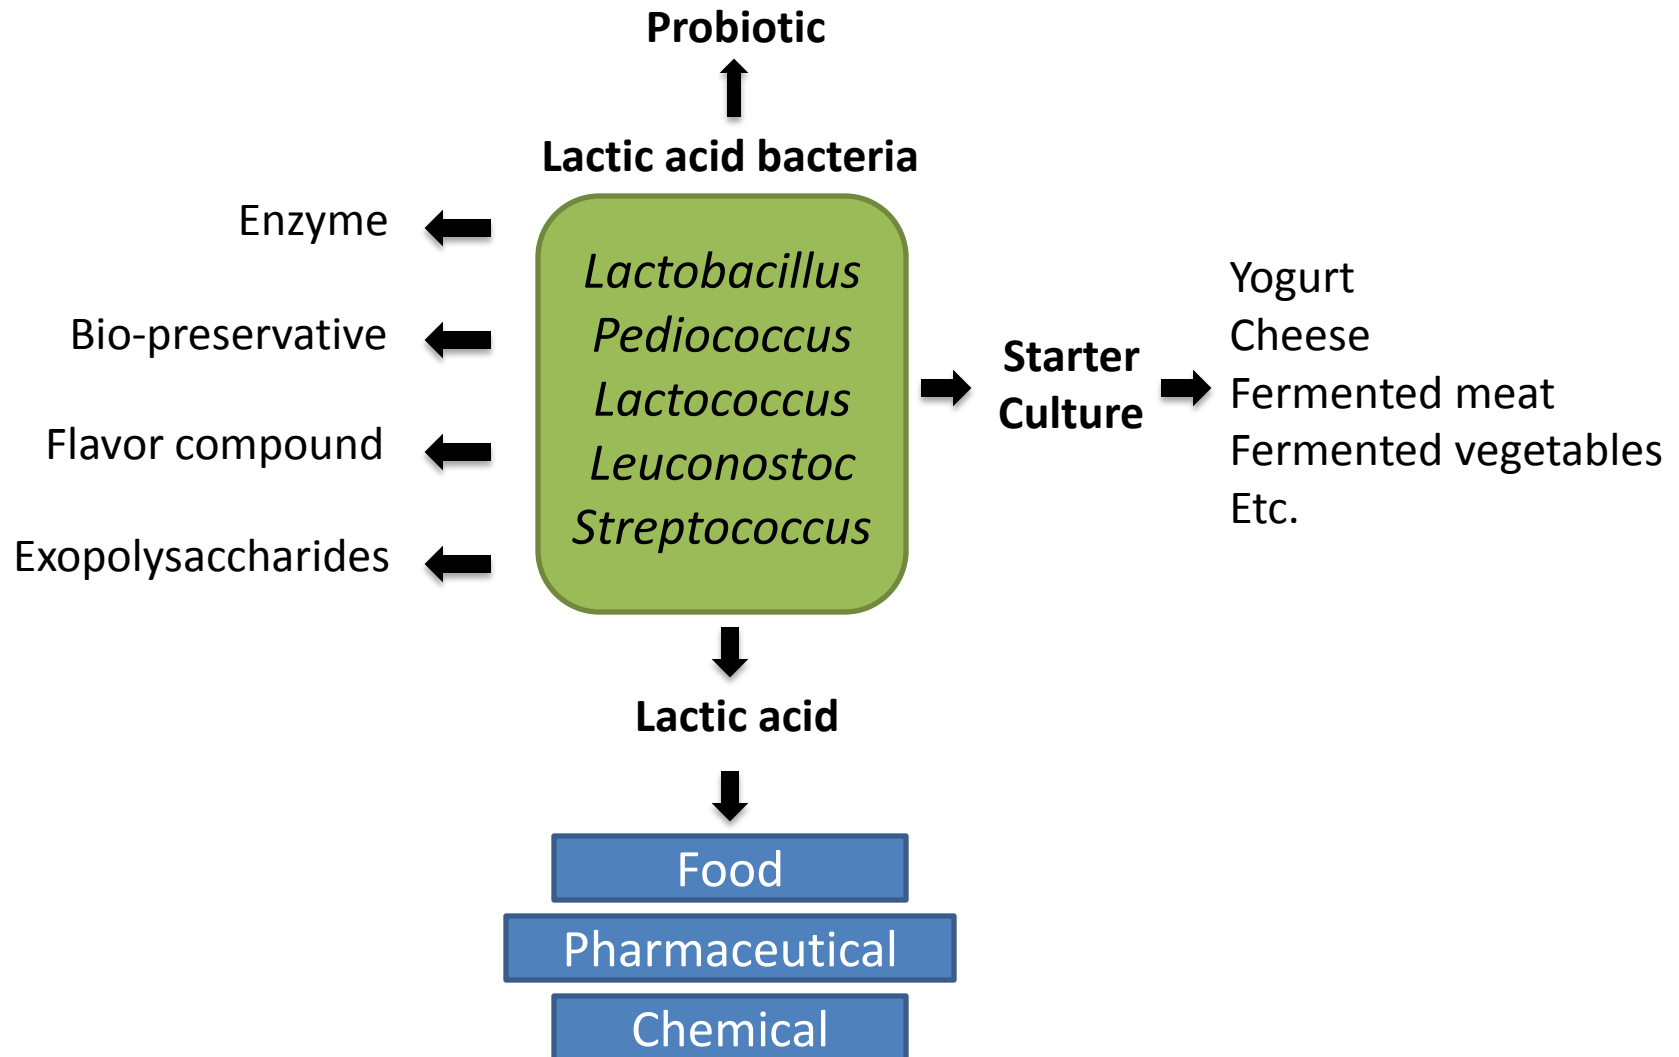 Probiotic
Lactic acid bacteria
Enzyme
Bio-preservative
Flavor compound
Exopolysaccharides
Lactobacillus
Pediococcus
Lactococcus
Leuconostoc
Streptococcus
Starter
Culture
Yogurt
Cheese
Fermented meat
Fermented vegetables
Etc.
Lactic acid
Food
Pharmaceutical
Chemical